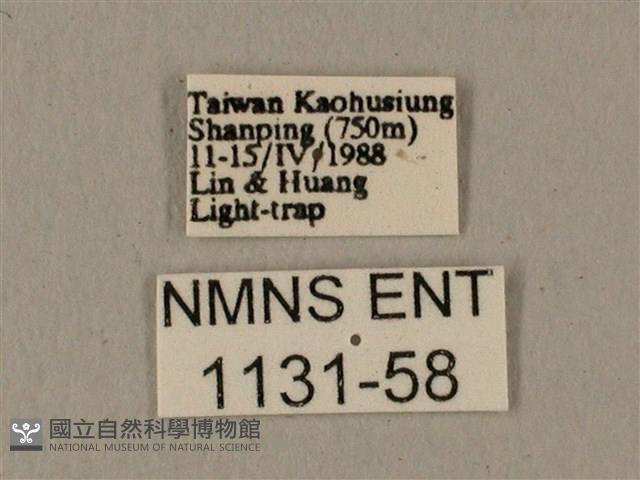 Taiwan Kaohusiung
Shanping (750m)
11-15/IV/1988
Lin & Huang
Light-trap
NMNS ENT
1131-58
國立自然科學博物館
NATIONAL MUSEUM OF NATURAL SCIENCE